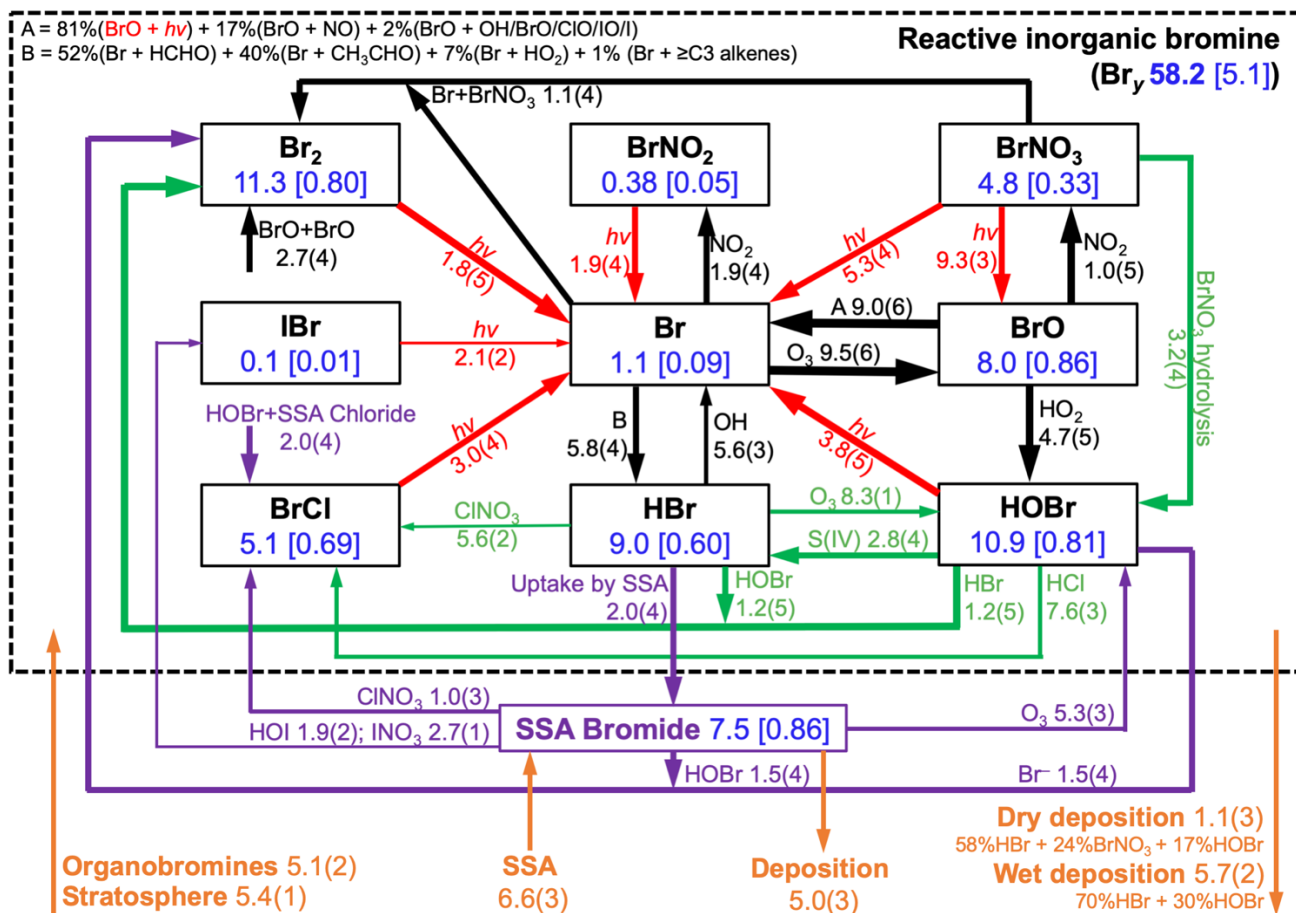 A = 81%(BrO + hv) + 17%(BrO + NO) + 2%(BrO + OH/BrO/ClO/IO/I)
B = 52%(Br + HCHO) + 40%(Br + CH₃CHO) + 7%(Br + HO₂) + 1% (Br + ≥C3 alkenes)
Reactive inorganic bromine
(Brᵧ 58.2 [5.1])
Br+BrNO₃ 1.1(4)
Br₂
11.3 [0.80]
BrNO₂
0.38 [0.05]
BrNO₃
4.8 [0.33]
BrO+BrO
2.7(4)
hv
1.8(5)
hv
1.9(4)
NO₂
1.9(4)
hv
5.3(4)
hv
9.3(3)
NO₂
1.0(5)
BrNO₃ hydrolysis
3.2(4)
IBr
0.1 [0.01]
hv
2.1(2)
Br
1.1 [0.09]
A 9.0(6)
O₃ 9.5(6)
BrO
8.0 [0.86]
HOBr+SSA Chloride
2.0(4)
hv
3.0(4)
B
5.8(4)
OH
5.6(3)
hv
3.8(5)
HO₂
4.7(5)
BrCl
5.1 [0.69]
ClNO₃
5.6(2)
HBr
9.0 [0.60]
O₃ 8.3(1)
S(IV) 2.8(4)
HOBr
10.9 [0.81]
Uptake by SSA
2.0(4)
HOBr
1.2(5)
HBr
1.2(5)
HCl
7.6(3)
ClNO₃ 1.0(3)
HOI 1.9(2); INO₃ 2.7(1)
SSA Bromide 7.5 [0.86]
O₃ 5.3(3)
HOBr 1.5(4)
Br⁻ 1.5(4)
Organobromines 5.1(2)
Stratosphere 5.4(1)
SSA
6.6(3)
Deposition
5.0(3)
Dry deposition 1.1(3)
58%HBr + 24%BrNO₃ + 17%HOBr
Wet deposition 5.7(2)
70%HBr + 30%HOBr